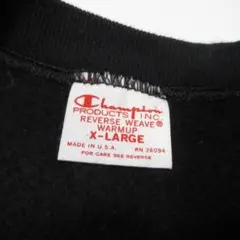 Champion
PRODUCTS INC.
REVERSE WEAVE®
WARMUP
X-LARGE
MADE IN U.S.A. RN 26094
FOR CARE SEE REVERSE